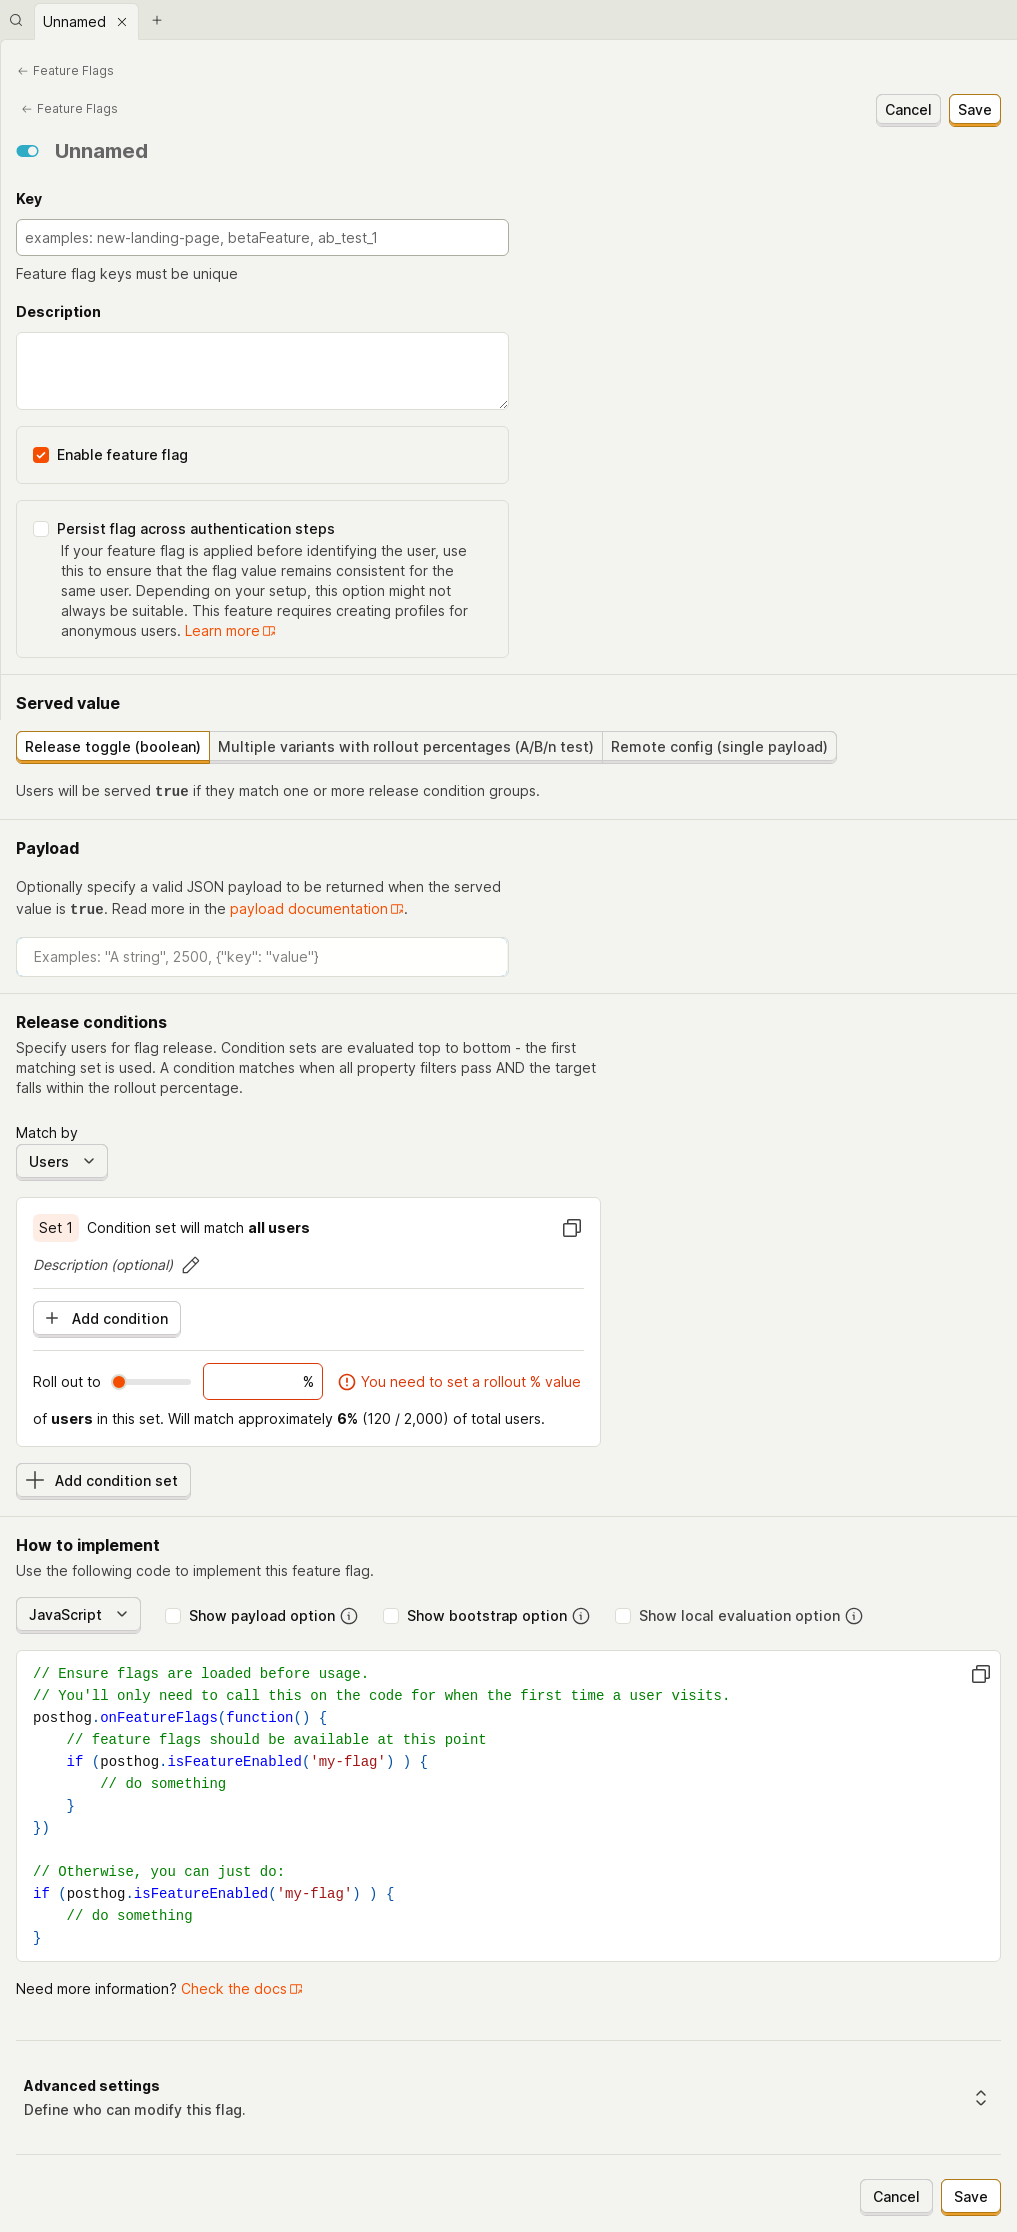 Unnamed
Feature Flags
Feature Flags
Cancel
Save
Unnamed
Key
examples: new-landing-page, betaFeature, ab_test_1
Feature flag keys must be unique
Description
Enable feature flag
Persist flag across authentication steps
If your feature flag is applied before identifying the user, use
this to ensure that the flag value remains consistent for the
same user. Depending on your setup, this option might not
always be suitable. This feature requires creating profiles for
anonymous users. Learn more
Served value
Release toggle (boolean)
Multiple variants with rollout percentages (A/B/n test)
Remote config (single payload)
Users will be served true if they match one or more release condition groups.
Payload
Optionally specify a valid JSON payload to be returned when the served
value is true. Read more in the payload documentation.
Examples: "A string", 2500, {"key": "value"}
Release conditions
Specify users for flag release. Condition sets are evaluated top to bottom - the first
matching set is used. A condition matches when all property filters pass AND the target
falls within the rollout percentage.
Match by
Users
Set 1 Condition set will match all users
Description (optional)
Add condition
Roll out to
%
You need to set a rollout % value
of users in this set. Will match approximately 6% (120 / 2,000) of total users.
Add condition set
How to implement
Use the following code to implement this feature flag.
JavaScript
Show payload option
Show bootstrap option
Show local evaluation option
// Ensure flags are loaded before usage.
// You'll only need to call this on the code for when the first time a user visits.
posthog.onFeatureFlags(function() {
    // feature flags should be available at this point
    if (posthog.isFeatureEnabled('my-flag') ) {
        // do something
    }
})
// Otherwise, you can just do:
if (posthog.isFeatureEnabled('my-flag') ) {
    // do something
}
Need more information? Check the docs
Advanced settings
Define who can modify this flag.
Cancel
Save